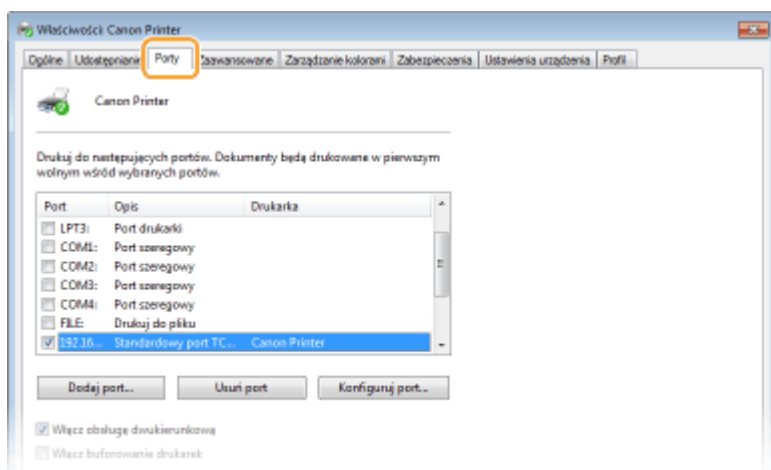 Właściwości: Canon Printer
Ogólne Udostępnianie Porty Zaawansowane Zarządzanie kolorami Zabezpieczenia Ustawienia urządzenia Profil
Canon Printer
Drukuj do następujących portów. Dokumenty będą drukowane w pierwszym
wolnym wśród wybranych portów.
Port Opis Drukarka
LPT3: Port drukarki
COM1: Port szeregowy
COM2: Port szeregowy
COM3: Port szeregowy
COM4: Port szeregowy
FILE: Drukuj do pliku
192.16... Standardowy port TC... Canon Printer
Dodaj port... Usuń port Konfiguruj port...
Włącz obsługę dwukierunkową
Włącz buforowanie drukarek